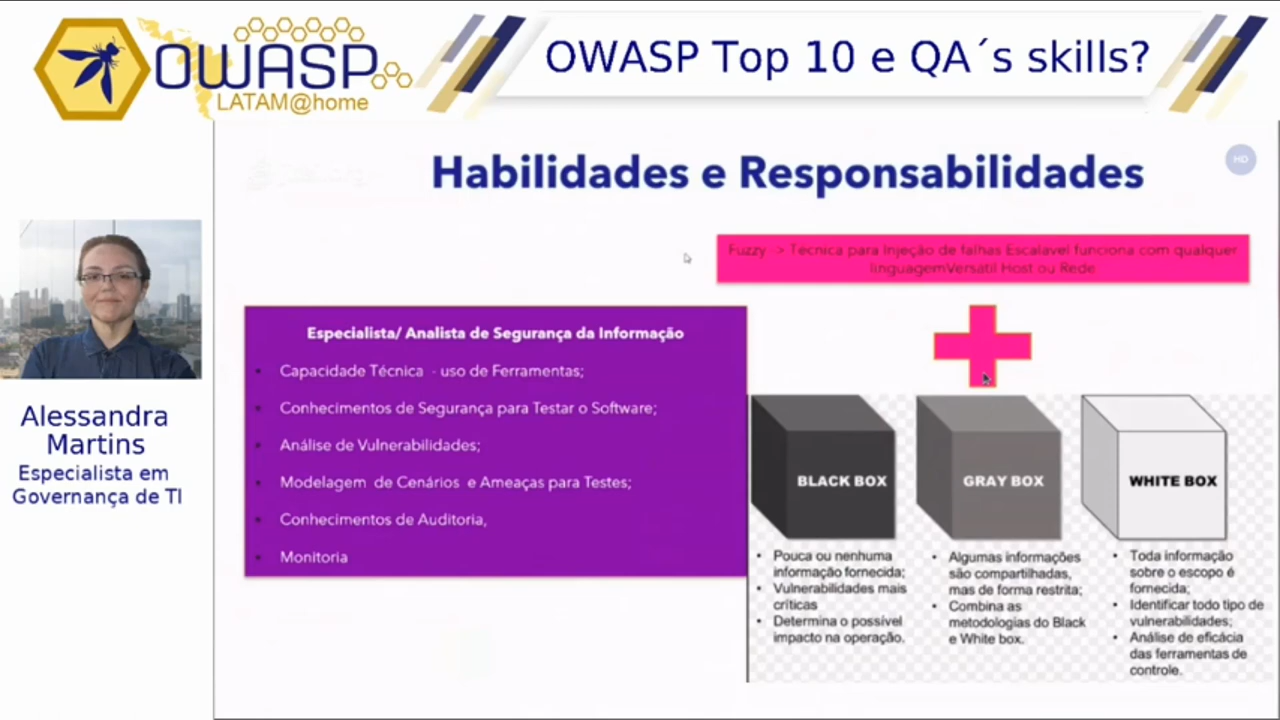 OWASP
LATAM@home
OWASP Top 10 e QA´s skills?
Habilidades e Responsabilidades
HD
Fuzzy -> Técnica para Injeção de falhas Escalavel funciona com qualquer
linguagemVersatil Host ou Rede
Alessandra
Martins
Especialista em
Governança de TI
Especialista/ Analista de Segurança da Informação
• Capacidade Técnica - uso de Ferramentas;
• Conhecimentos de Segurança para Testar o Software;
• Análise de Vulnerabilidades;
• Modelagem de Cenários e Ameaças para Testes;
• Conhecimentos de Auditoria,
• Monitoria
BLACK BOX
• Pouca ou nenhuma
informação fornecida;
• Vulnerabilidades mais
críticas
• Determina o possível
impacto na operação.
GRAY BOX
• Algumas informações
são compartilhadas,
mas de forma restrita;
• Combina as
metodologias do Black
e White box.
WHITE BOX
• Toda informação
sobre o escopo é
fornecida;
• Identificar todo tipo de
vulnerabilidades;
• Análise de eficácia
das ferramentas de
controle.